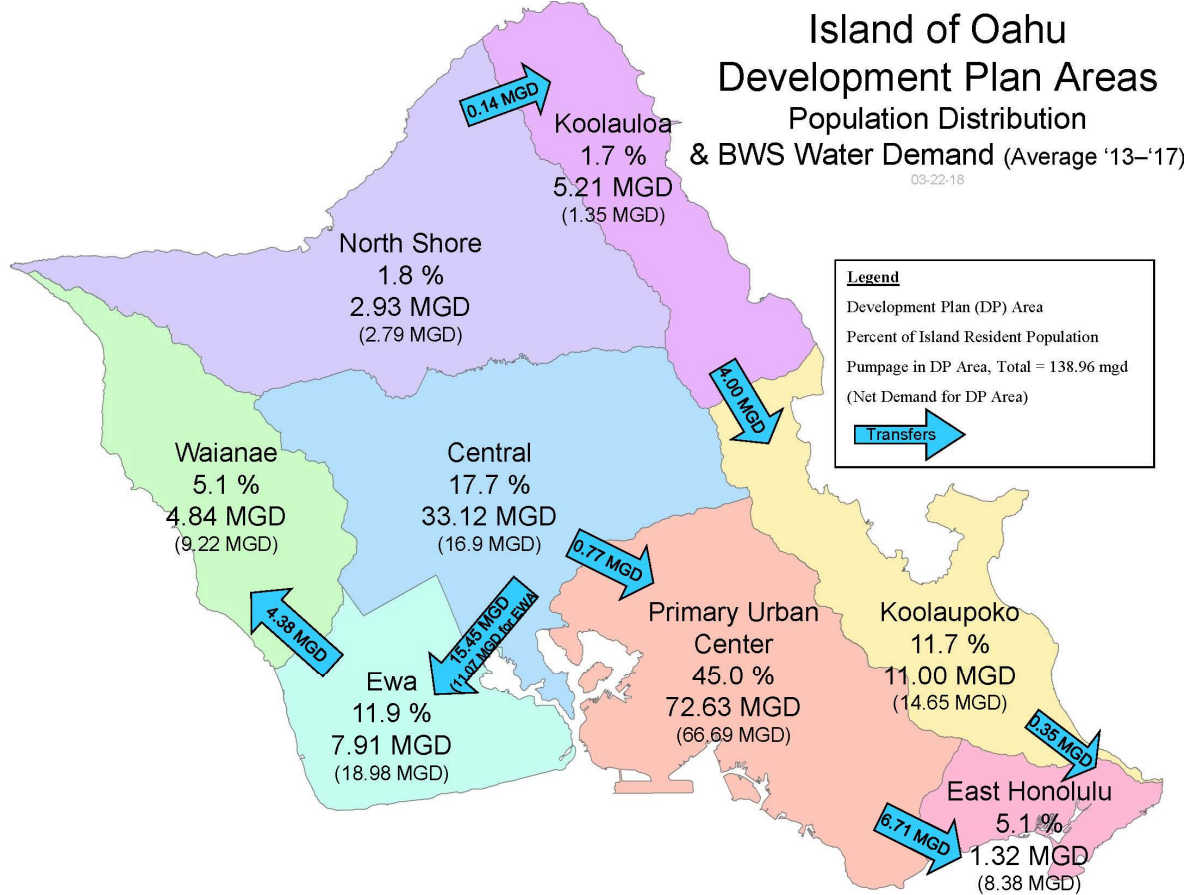 Island of Oahu
Development Plan Areas
Population Distribution
& BWS Water Demand (Average ‘13–‘17)
03-22-18
0.14 MGD
Koolauloa
1.7 %
5.21 MGD
(1.35 MGD)
North Shore
1.8 %
2.93 MGD
(2.79 MGD)
Legend
Development Plan (DP) Area
Percent of Island Resident Population
Pumpage in DP Area, Total = 138.96 mgd
(Net Demand for DP Area)
Transfers
4.00 MGD
Waianae
5.1 %
4.84 MGD
(9.22 MGD)
Central
17.7 %
33.12 MGD
(16.9 MGD)
0.77 MGD
15.45 MGD
(11.07 MGD for EWA)
4.38 MGD
Ewa
11.9 %
7.91 MGD
(18.98 MGD)
Primary Urban
Center
45.0 %
72.63 MGD
(66.69 MGD)
Koolaupoko
11.7 %
11.00 MGD
(14.65 MGD)
0.35 MGD
6.71 MGD
East Honolulu
5.1 %
1.32 MGD
(8.38 MGD)